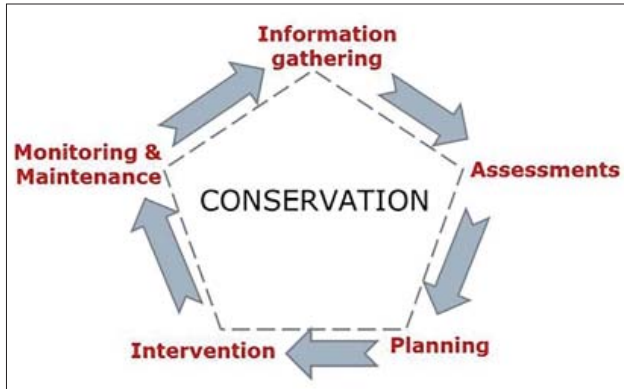 Information
gathering
Assessments
Planning
Intervention
Monitoring &
Maintenance
CONSERVATION